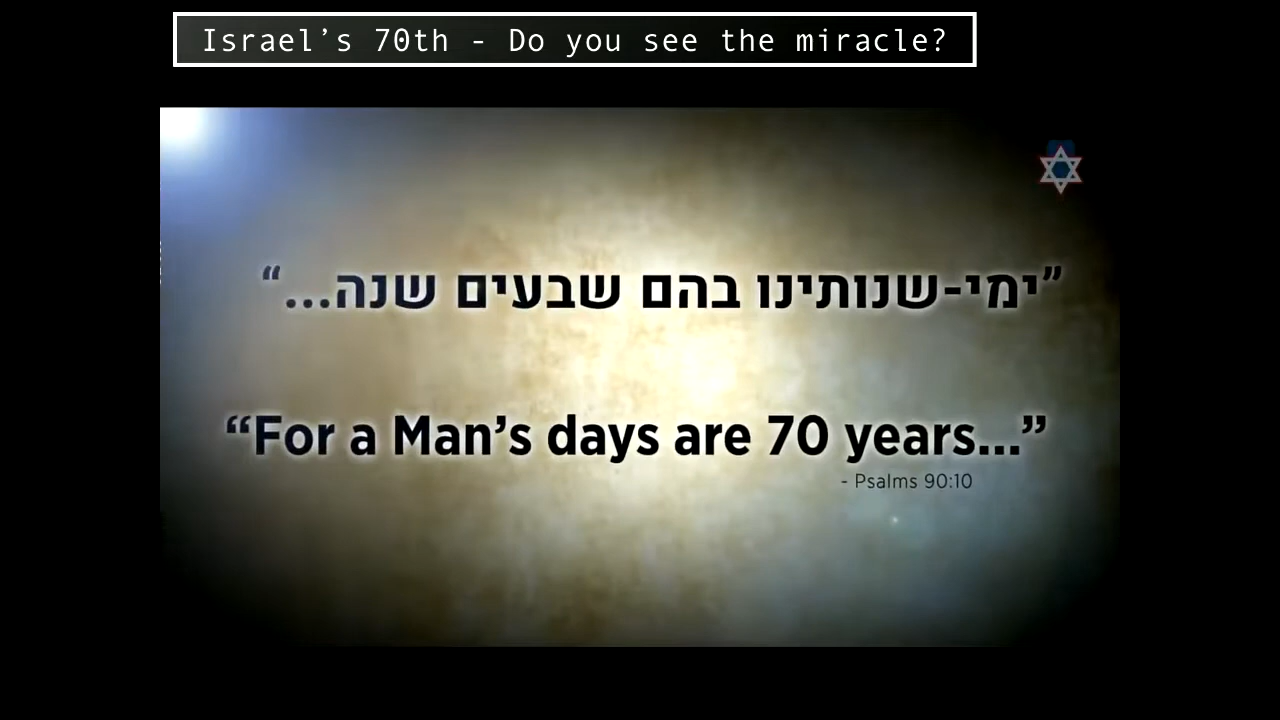 Israel’s 70th - Do you see the miracle?
”ימי-שנותינו בהם שבעים שנה...“
“For a Man’s days are 70 years...”
- Psalms 90:10